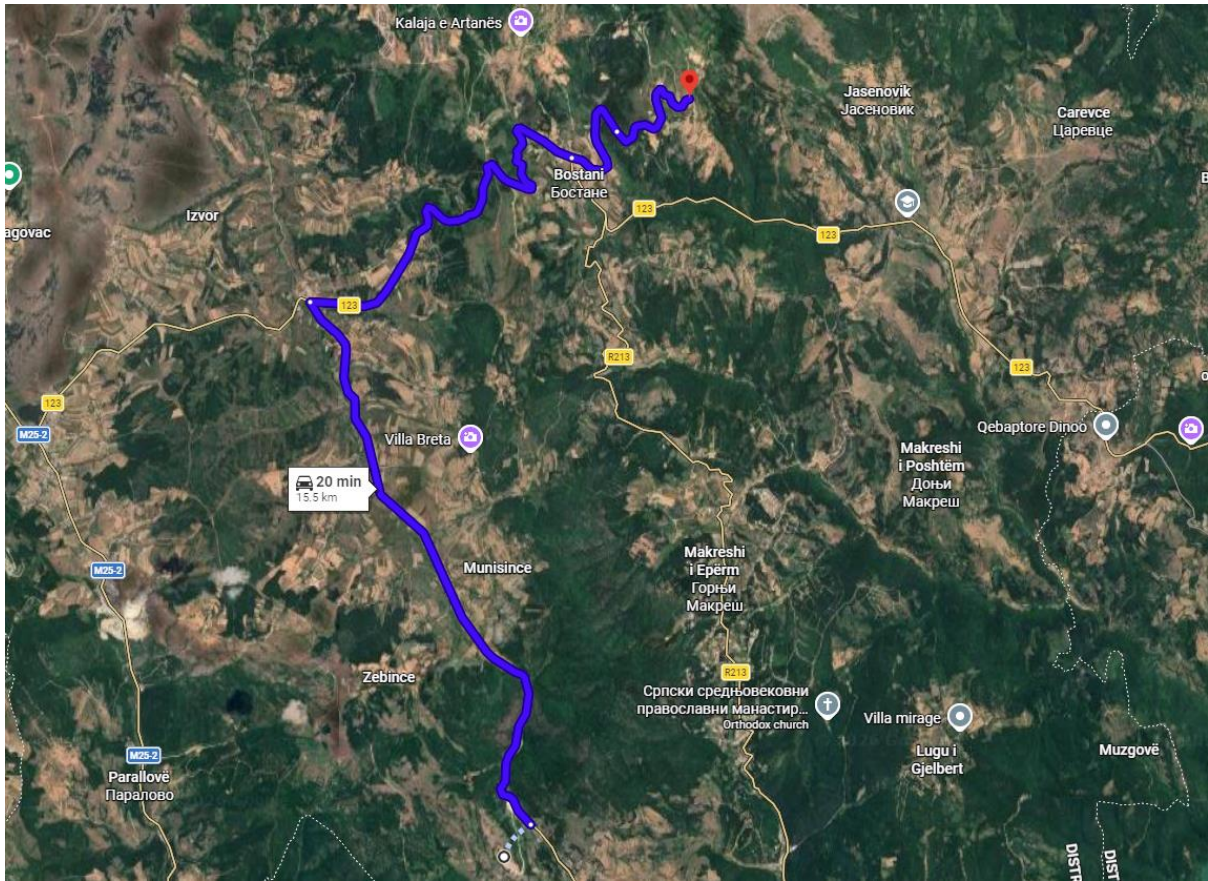 Kalaja e Artanës
Jasenovik
Јасеновик
Carevce
Царевце
Bostani
Бостане
Izvor
agovac
123
123
123
123
R213
123
M25-2
Villa Breta
Qebaptore Dinoo
Makreshi
i Poshtëm
Доњи
Макреш
20 min
15.5 km
M25-2
Munisince
Makreshi
i Eperm
Горњи
Макреш
Zebince
R213
Српски средњовековни
православни манастир...
Orthodox church
Villa mirage
Lugu i
Gjelbert
Muzgovë
M25-2
Parallovë
Паралово
DISTR
DIST